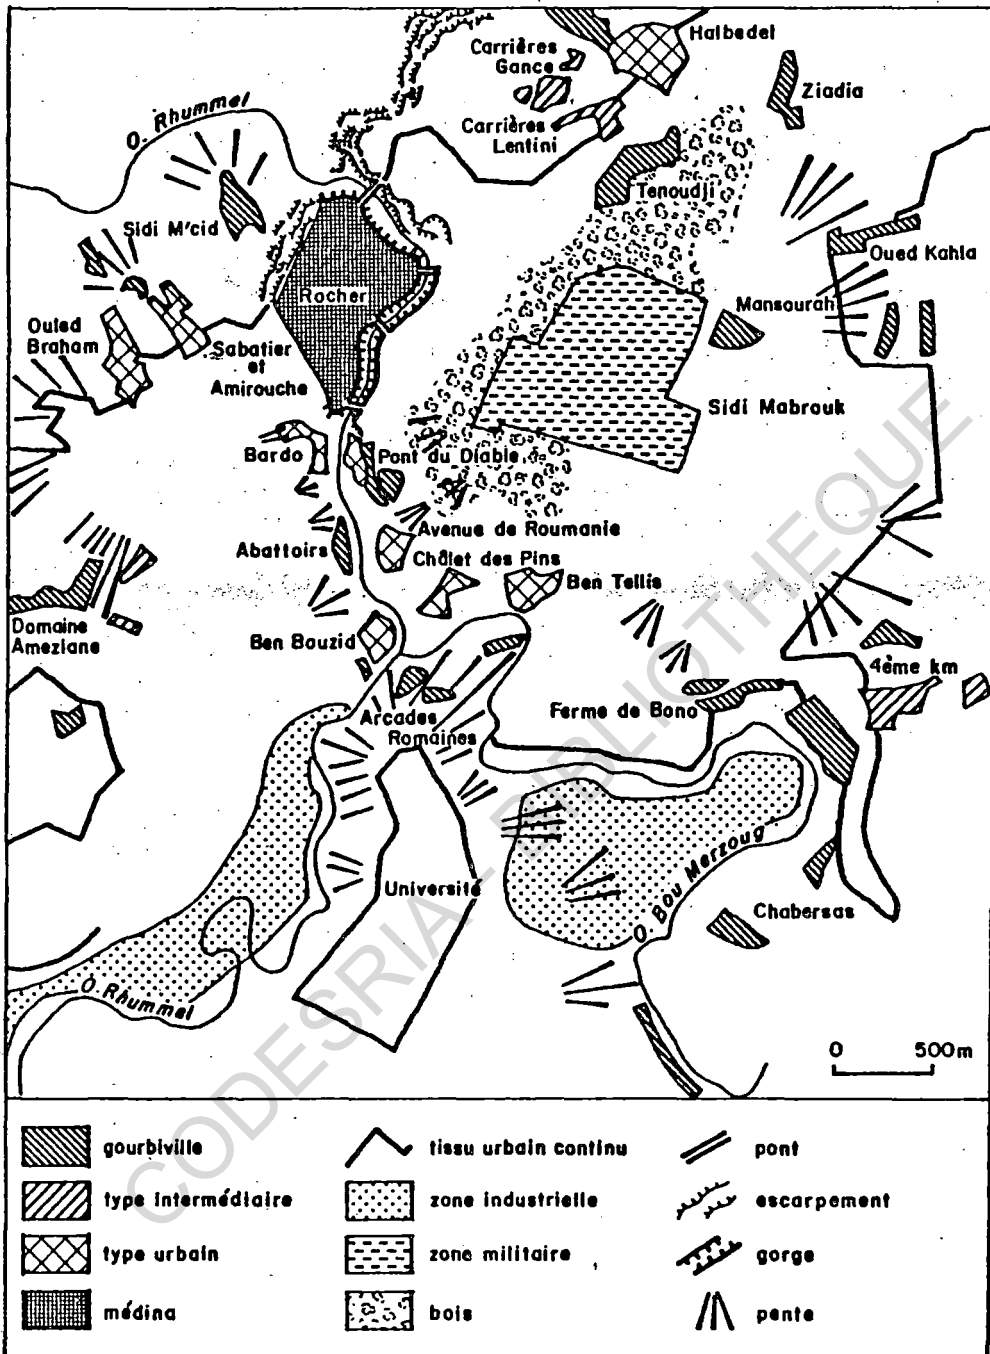 Halbedel
Carrières
Gance
Ziadia
O. Rhummel
Carrières
Lentini
Tenoudji
Sidi M'cid
Oued Kahla
Rocher
Mansourah
Ouled
Braham
Sabatier
et
Amirouche
Sidi Mabrouk
Bardo
Pont du Diable
Avenue de Roumanie
Abattoirs
Châlet des Pins
Ben Tellis
Domaine
Ameziane
Ben Bouzid
4ème km
Arcades
Romaines
Ferme de Bono
Université
O Bou Merzoug
Chabersas
O. Rhummel
0 500m
CODESRIA - BIBLIOTHEQUE
gourbiville
tissu urbain continu
pont
type intermédiaire
zone industrielle
escarpement
type urbain
zone militaire
gorge
médina
bois
pente